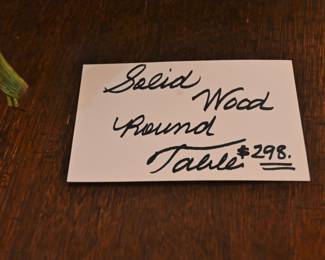 Solid
Wood
Round
Table $298.